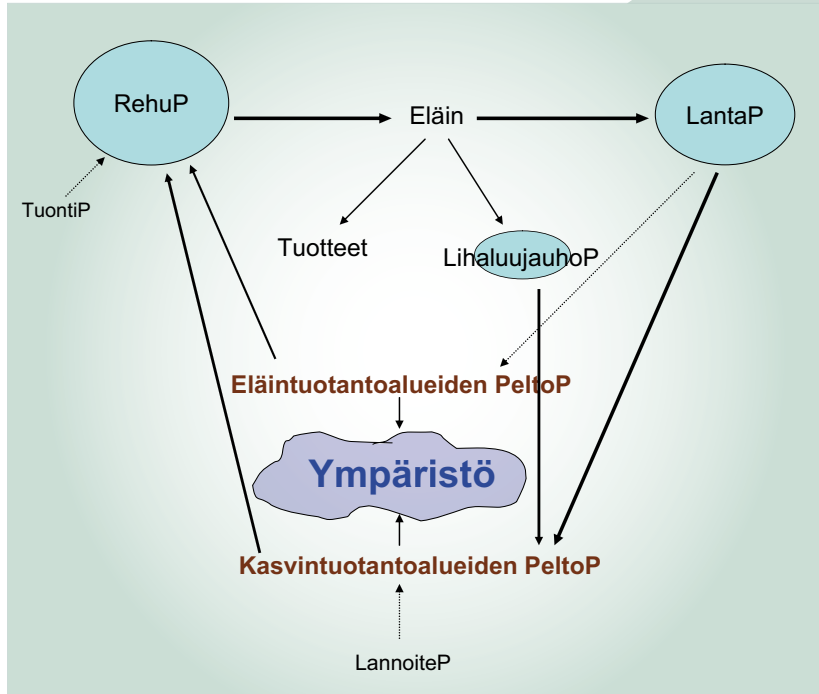 RehuP
Eläin
LantaP
TuontiP
Tuotteet
LihaluujauhoP
Eläintuotantoalueiden PeltoP
Ympäristö
Kasvintuotantoalueiden PeltoP
LannoiteP